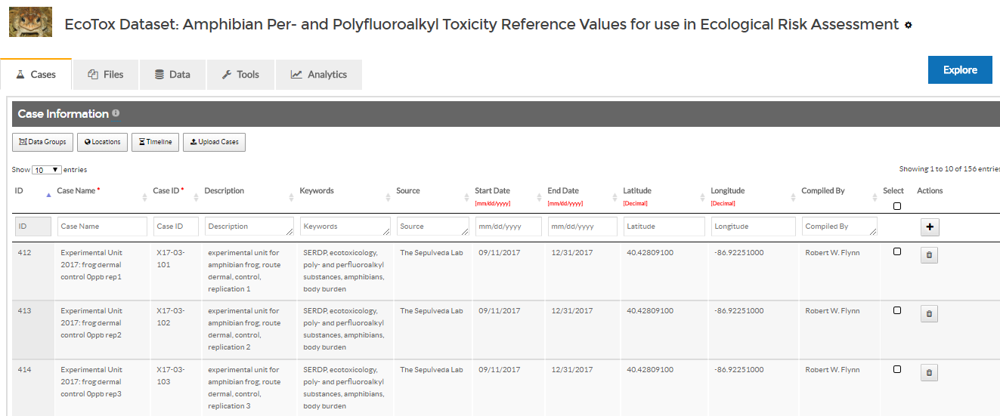 EcoTox Dataset: Amphibian Per- and Polyfluoroalkyl Toxicity Reference Values for use in Ecological Risk Assessment
Cases Files Data Tools Analytics Explore
Case Information
Data Groups Locations Timeline Upload Cases
Show 10 entries Showing 1 to 10 of 156 entries
ID Case Name * Case ID * Description Keywords Source Start Date End Date Latitude Longitude Compiled By Select Actions
[mm/dd/yyyy] [mm/dd/yyyy] [Decimal] [Decimal]
ID Case Name Case ID Description Keywords Source mm/dd/yyyy mm/dd/yyyy Latitude Longitude Compiled By
412 Experimental Unit X17-03- experimental unit for SERDP, ecotoxicology, The Sepulveda Lab 09/11/2017 12/31/2017 40.42809100 -86.92251000 Robert W. Flynn
2017: frog dermal 101 amphibian frog, route poly- and perfluoroalkyl
control 0ppb rep1 dermal, control, substances, amphibians,
replication 1 body burden
413 Experimental Unit X17-03- experimental unit for SERDP, ecotoxicology, The Sepulveda Lab 09/11/2017 12/31/2017 40.42809100 -86.92251000 Robert W. Flynn
2017: frog dermal 102 amphibian frog, route poly- and perfluoroalkyl
control 0ppb rep2 dermal, control, substances, amphibians,
replication 2 body burden
414 Experimental Unit X17-03- experimental unit for SERDP, ecotoxicology, The Sepulveda Lab 09/11/2017 12/31/2017 40.42809100 -86.92251000 Robert W. Flynn
2017: frog dermal 103 amphibian frog, route poly- and perfluoroalkyl
control 0ppb rep3 dermal, control, substances, amphibians,
replication 3 body burden